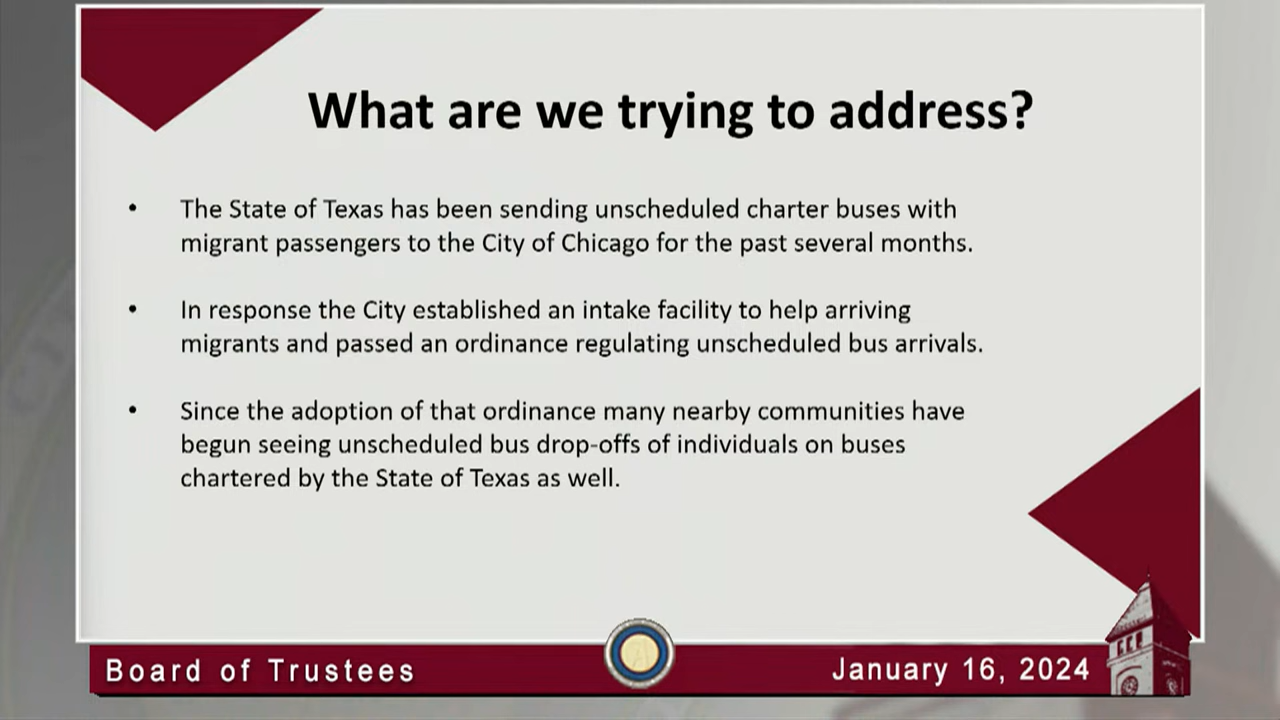 What are we trying to address?
• The State of Texas has been sending unscheduled charter buses with
migrant passengers to the City of Chicago for the past several months.
• In response the City established an intake facility to help arriving
migrants and passed an ordinance regulating unscheduled bus arrivals.
• Since the adoption of that ordinance many nearby communities have
begun seeing unscheduled bus drop-offs of individuals on buses
chartered by the State of Texas as well.
Board of Trustees
January 16, 2024